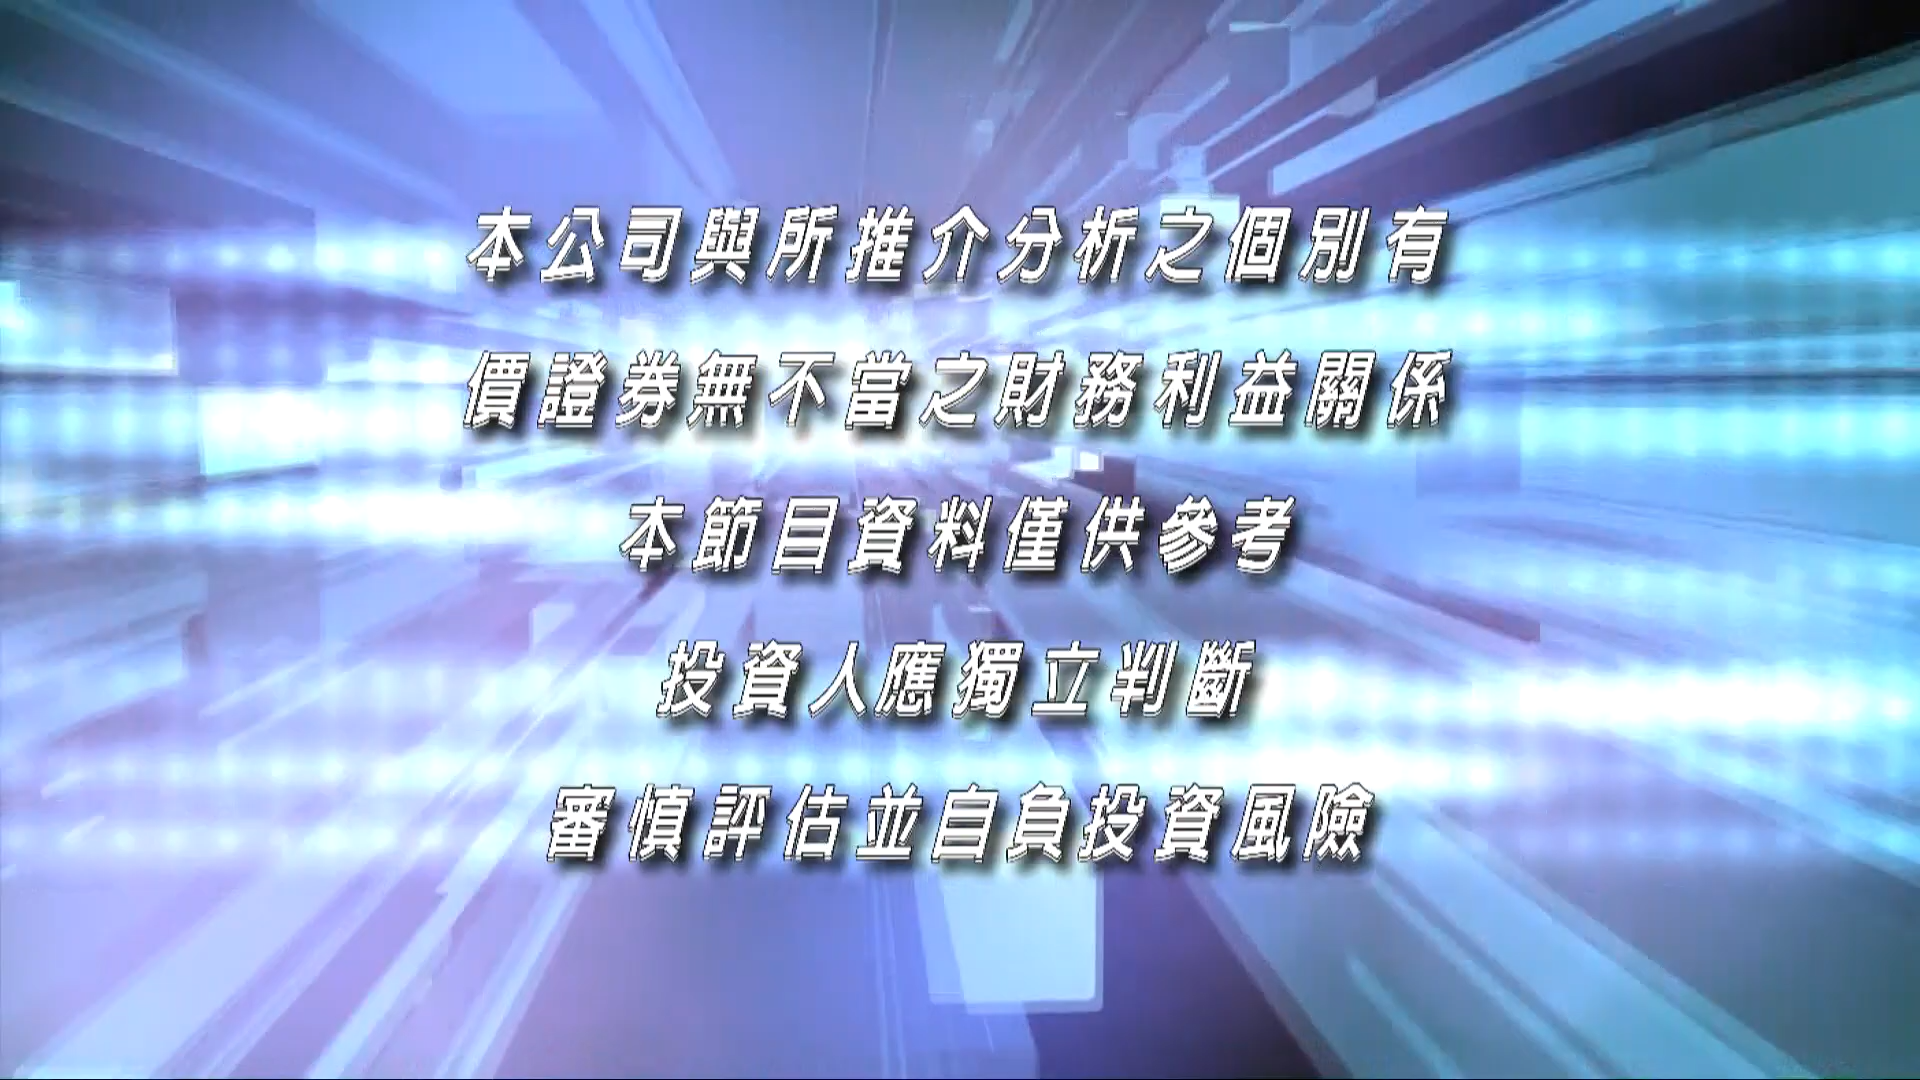 本公司與所推介分析之個別有
價證券無不當之財務利益關係
本節目資料僅供參考
投資人應獨立判斷
審慎評估並自負投資風險